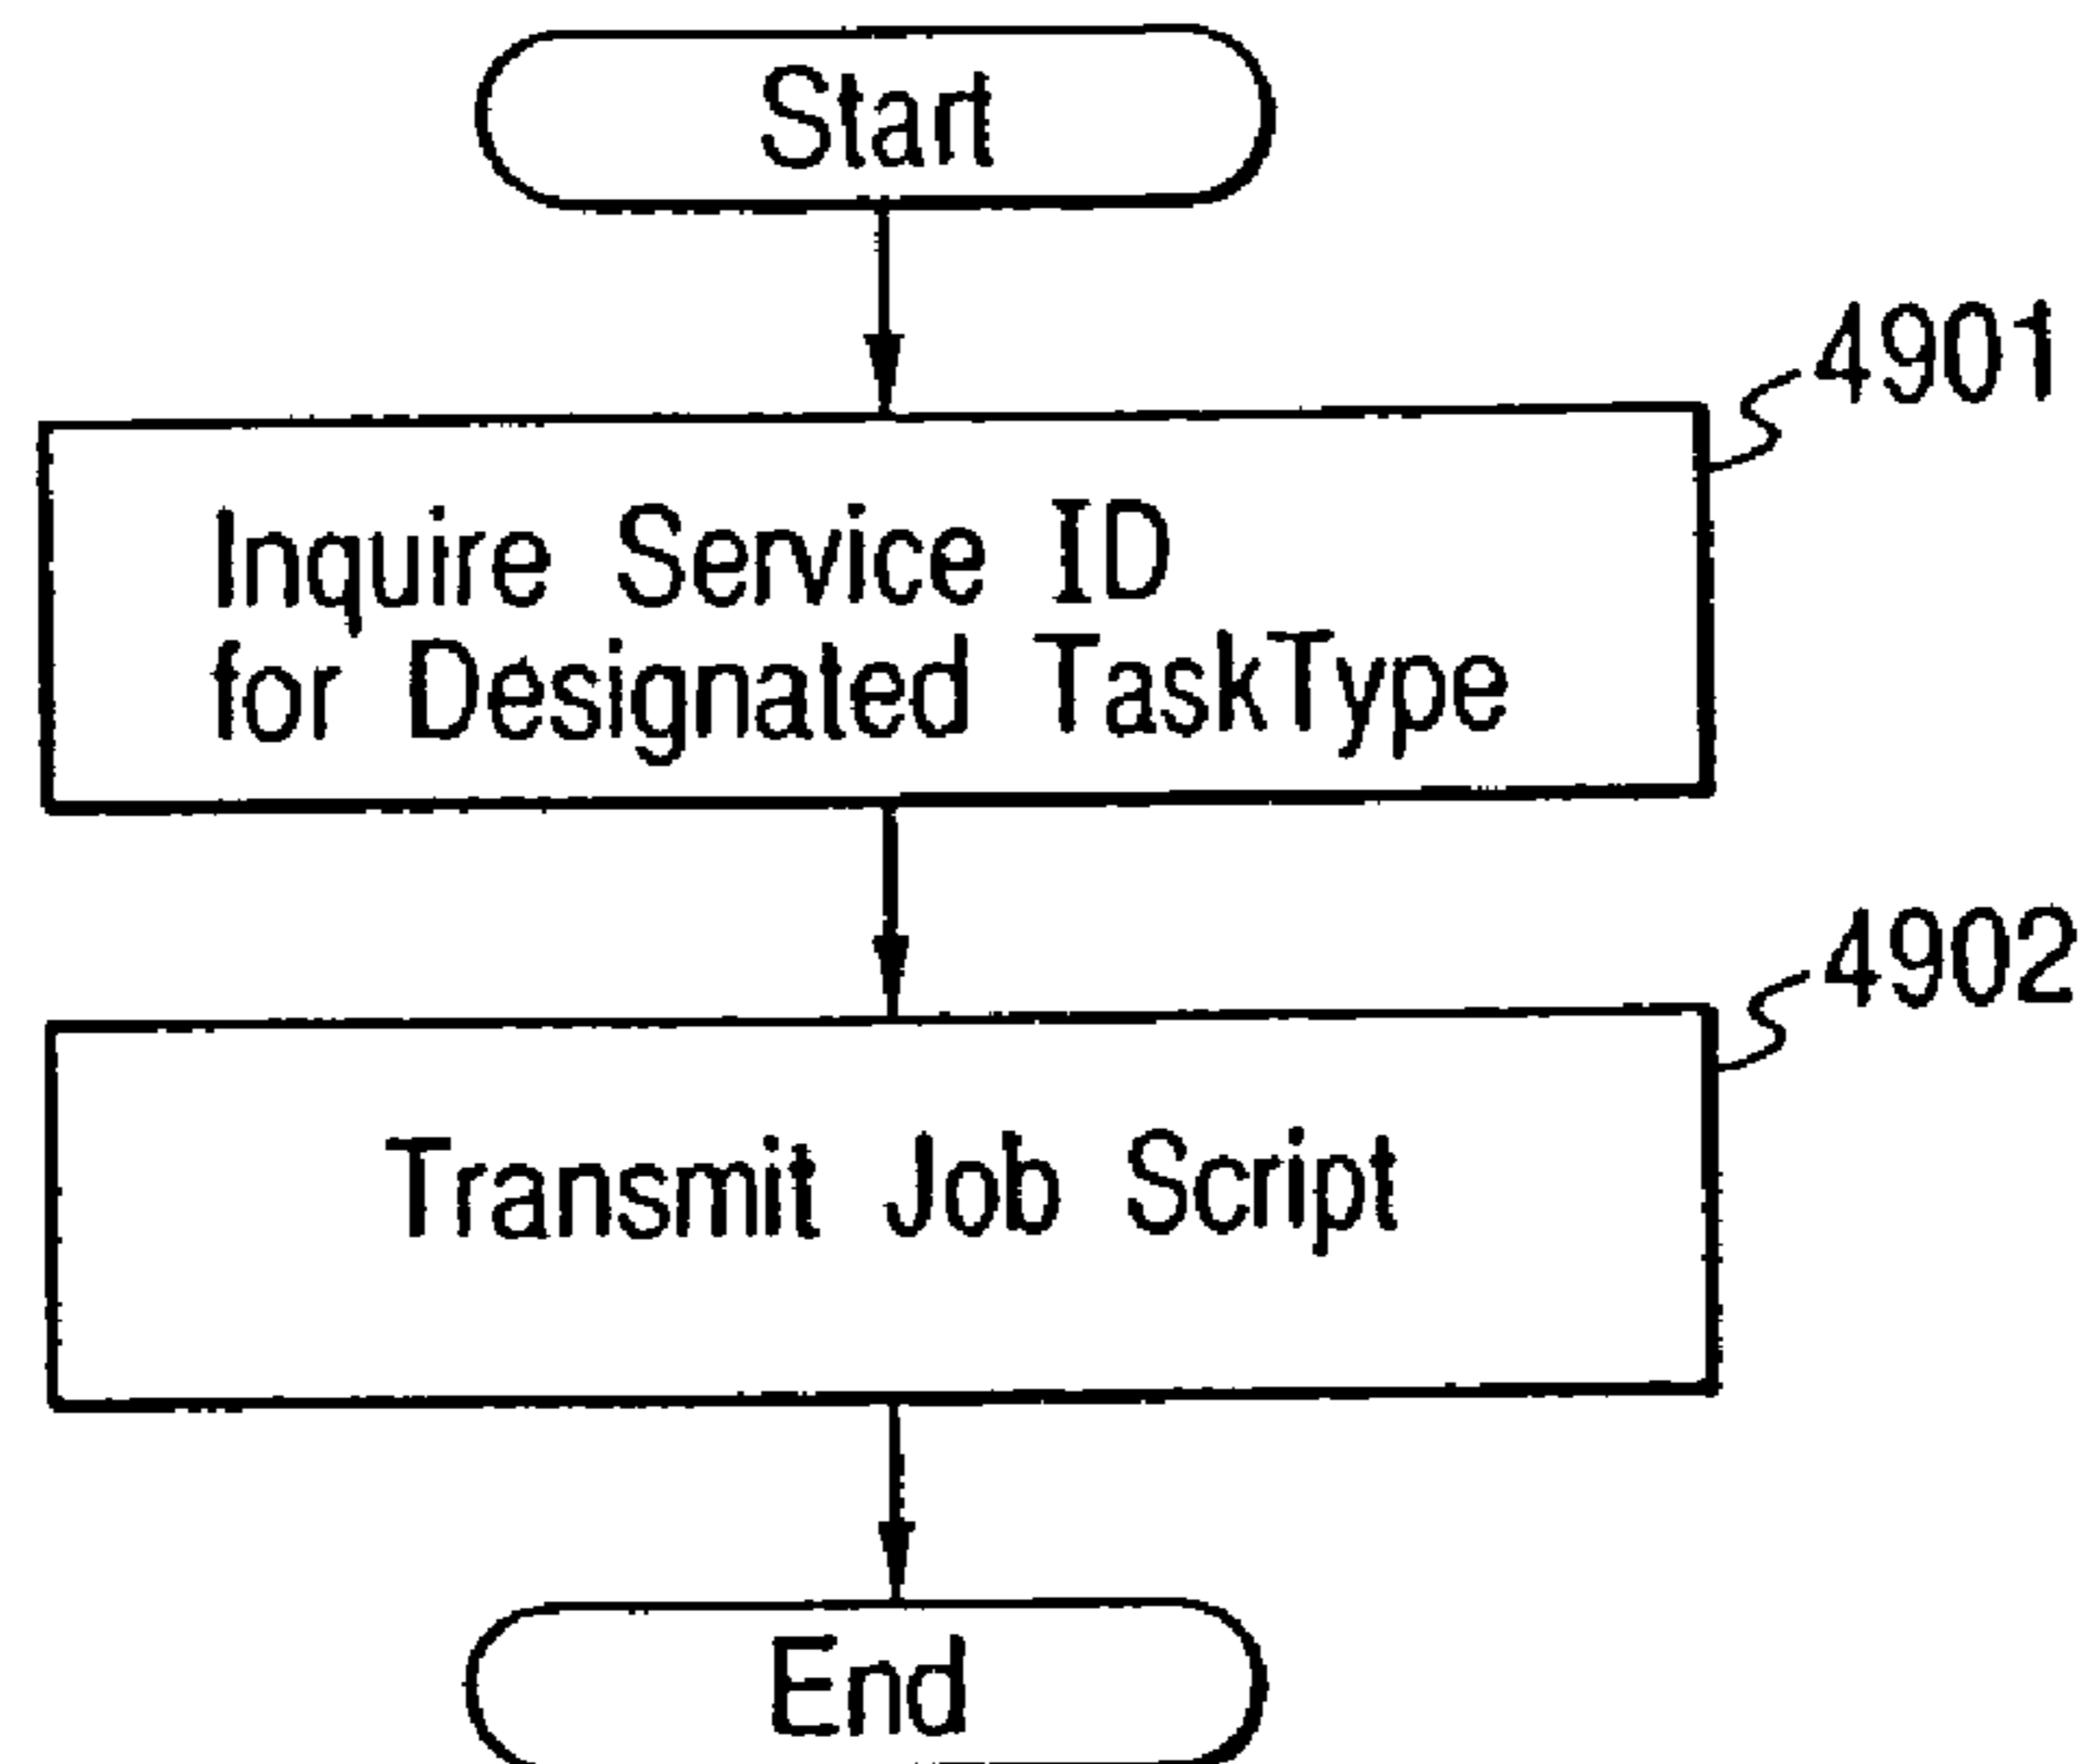 Start
4901
Inquire Service ID
for Designated TaskType
4902
Transmit Job Script
End